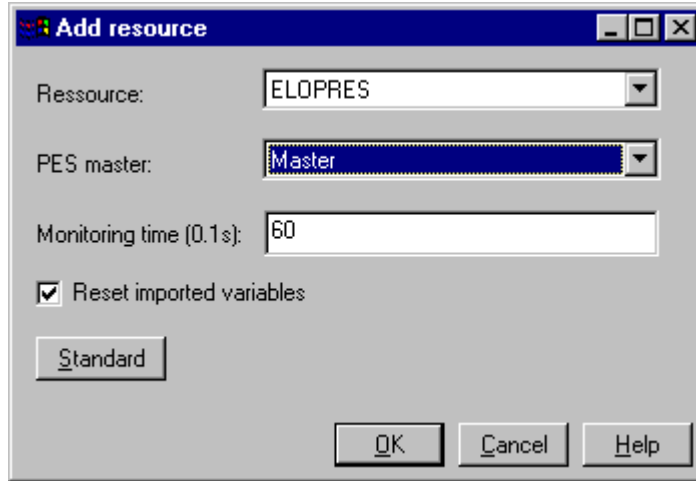 Add resource
Ressource: ELOPRES
PES master: Master
Monitoring time (0.1s): 60
Reset imported variables
Standard
OK Cancel Help